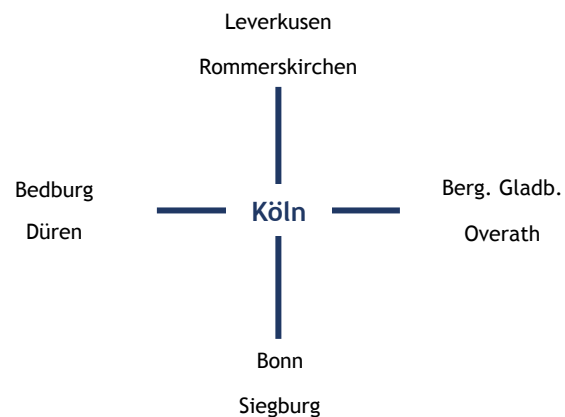 Leverkusen
Rommerskirchen
Bedburg
Düren
Köln
Berg. Gladb.
Overath
Bonn
Siegburg